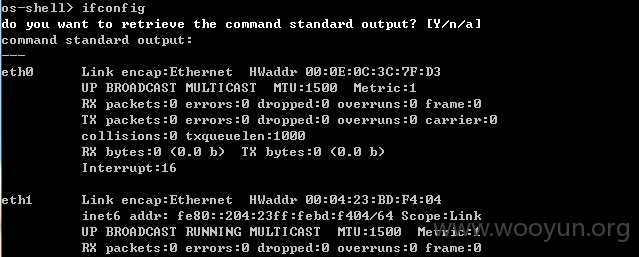 os-shell> ifconfig
do you want to retrieve the command standard output? [Y/n/a]
command standard output:
---
eth0 Link encap:Ethernet HWaddr 00:0E:0C:3C:7F:D3
UP BROADCAST MULTICAST MTU:1500 Metric:1
RX packets:0 errors:0 dropped:0 overruns:0 frame:0
TX packets:0 errors:0 dropped:0 overruns:0 carrier:0
collisions:0 txqueuelen:1000
RX bytes:0 (0.0 b) TX bytes:0 (0.0 b)
Interrupt:16
eth1 Link encap:Ethernet HWaddr 00:04:23:BD:F4:04
inet6 addr: fe80::204:23ff:febd:f404/64 Scope:Link
UP BROADCAST RUNNING MULTICAST MTU:1500 Metric:1
RX packets:0 errors:0 dropped:0 overruns:0 frame:0
www.wooyun.org